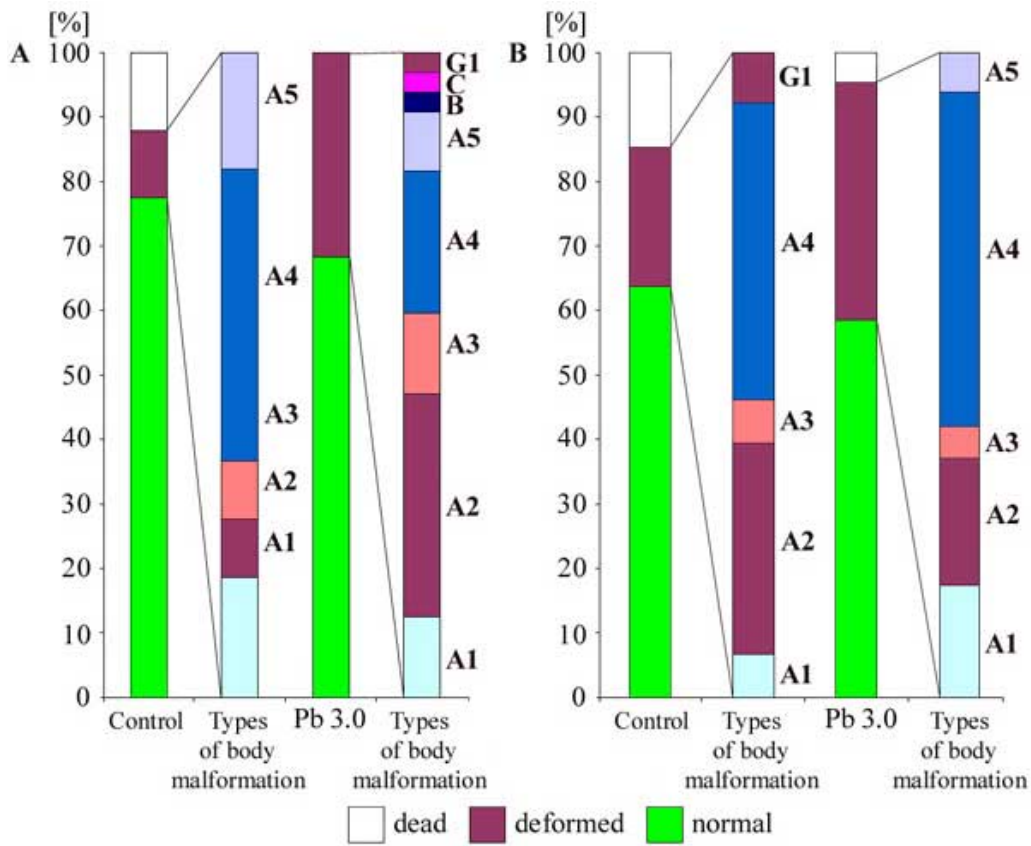 [%]
A
100
90
80
70
60
50
40
30
20
10
0
A5
A4
A3
A2
A1
G1
C
B
A5
A4
A3
A2
A1
Control
Types
of body
malformation
Pb 3.0
Types
of body
malformation
[%]
B
100
90
80
70
60
50
40
30
20
10
0
G1
A4
A3
A2
A1
A5
A4
A3
A2
A1
Control
Types
of body
malformation
Pb 3.0
Types
of body
malformation
dead deformed normal